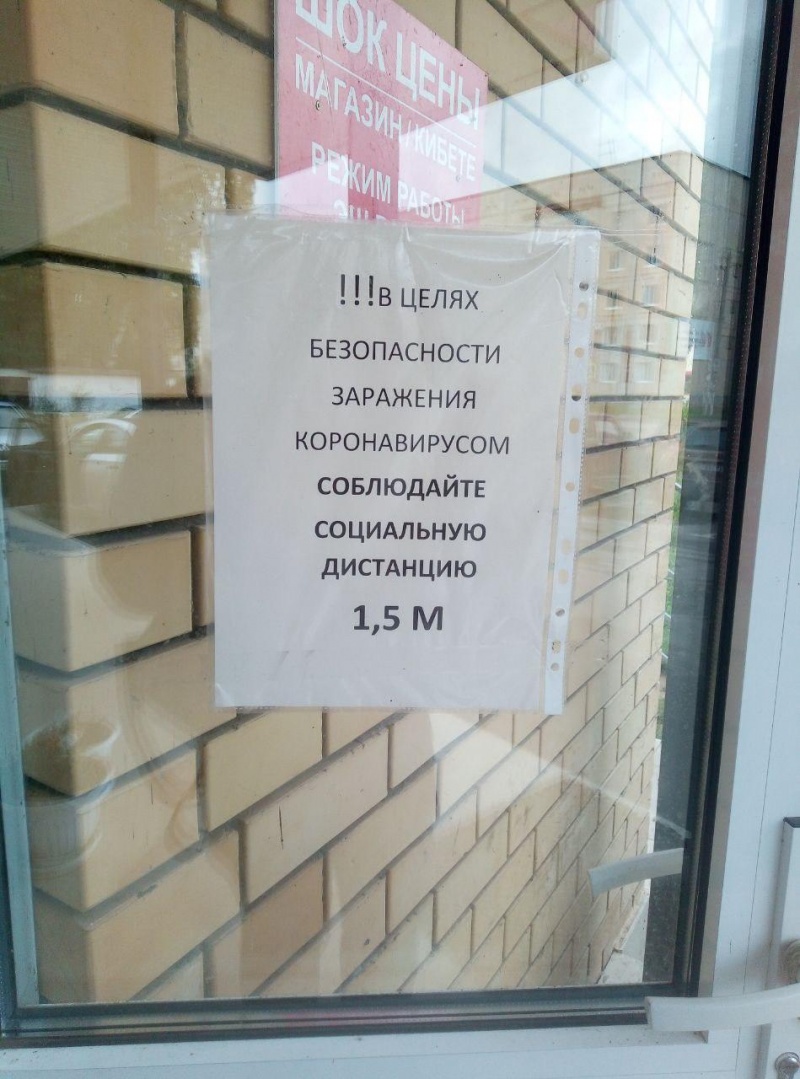 ШОК ЦЕНЫ
МАГАЗИН / КИБЕТЕ
РЕЖИМ РАБОТЫ
!!!В ЦЕЛЯХ
БЕЗОПАСНОСТИ
ЗАРАЖЕНИЯ
КОРОНАВИРУСОМ
СОБЛЮДАЙТЕ
СОЦИАЛЬНУЮ
ДИСТАНЦИЮ
1,5 М